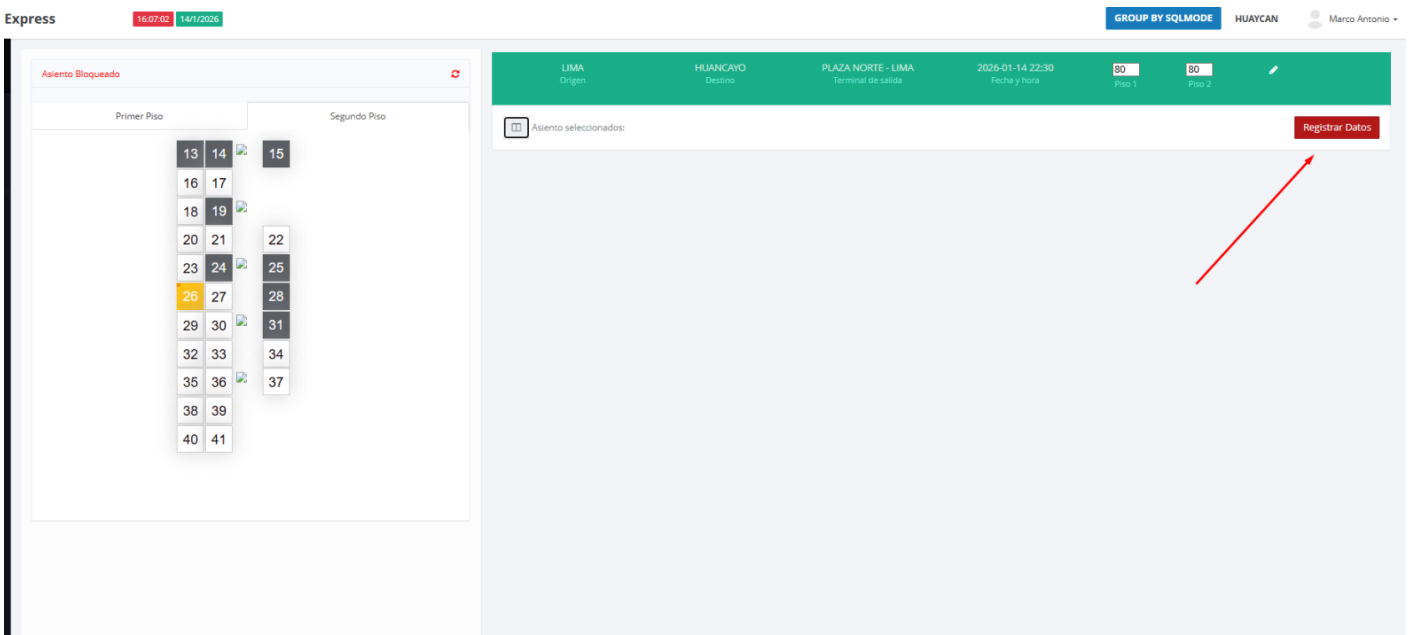 Express
16:07:02 14/1/2026
GROUP BY SQLMODE
HUAYCAN
Marco Antonio
Asiento Bloqueado
Primer Piso
Segundo Piso
13 14 15
16 17
18 19
20 21 22
23 24 25
26 27 28
29 30 31
32 33 34
35 36 37
38 39
40 41
LIMA HUANCAYO PLAZA NORTE - LIMA 2026-01-14 22:30 80 80
Origen Destino Terminal de salida Fecha y hora Piso 1 Piso 2
Asiento seleccionados:
Registrar Datos